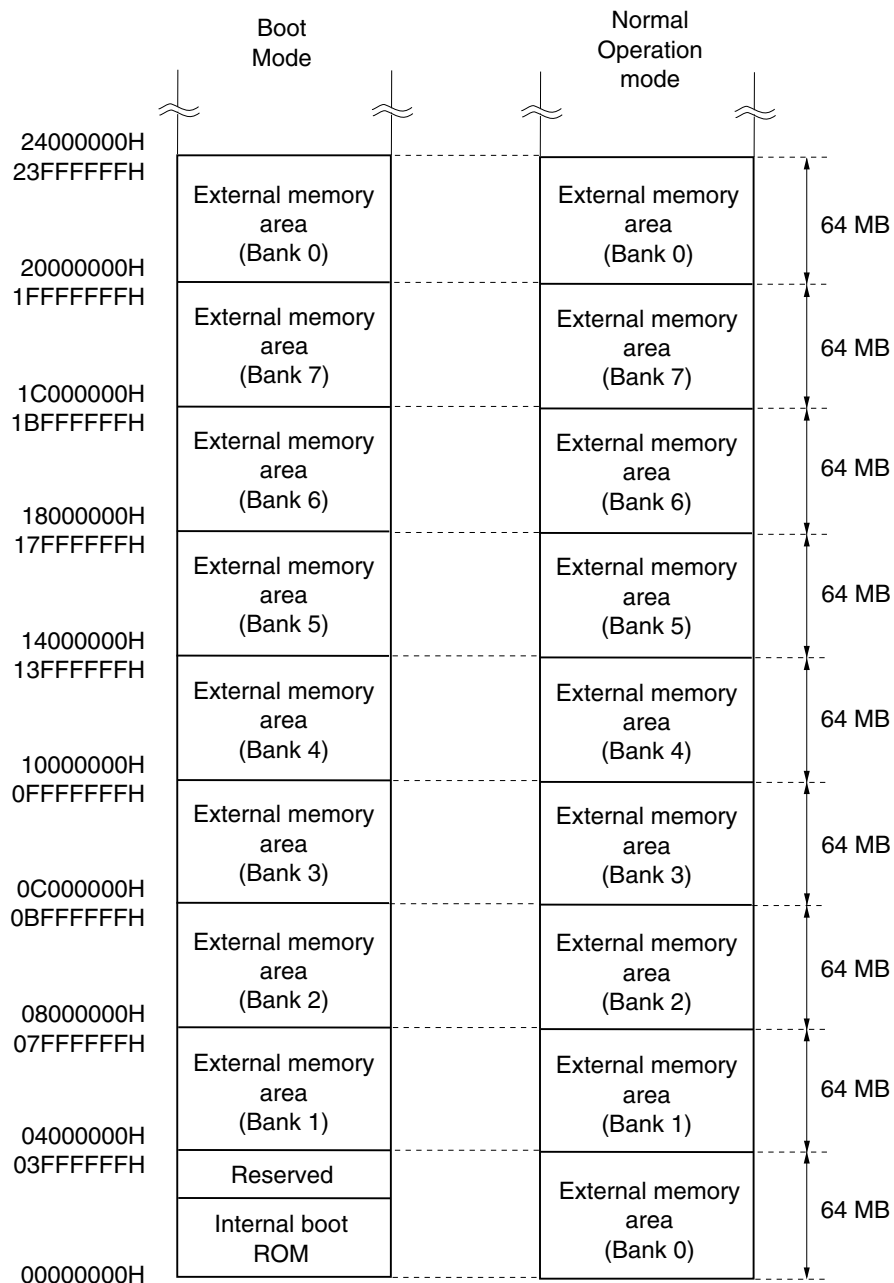 Boot
Mode
Normal
Operation
mode
24000000H
23FFFFFFH
External memory
area
(Bank 0)
External memory
area
(Bank 0)
64 MB
20000000H
1FFFFFFFH
External memory
area
(Bank 7)
External memory
area
(Bank 7)
64 MB
1C000000H
1BFFFFFFH
External memory
area
(Bank 6)
External memory
area
(Bank 6)
64 MB
18000000H
17FFFFFFH
External memory
area
(Bank 5)
External memory
area
(Bank 5)
64 MB
14000000H
13FFFFFFH
External memory
area
(Bank 4)
External memory
area
(Bank 4)
64 MB
10000000H
0FFFFFFFH
External memory
area
(Bank 3)
External memory
area
(Bank 3)
64 MB
0C000000H
0BFFFFFFH
External memory
area
(Bank 2)
External memory
area
(Bank 2)
64 MB
08000000H
07FFFFFFH
External memory
area
(Bank 1)
External memory
area
(Bank 1)
64 MB
04000000H
03FFFFFFH
Reserved
Internal boot
ROM
External memory
area
(Bank 0)
64 MB
00000000H